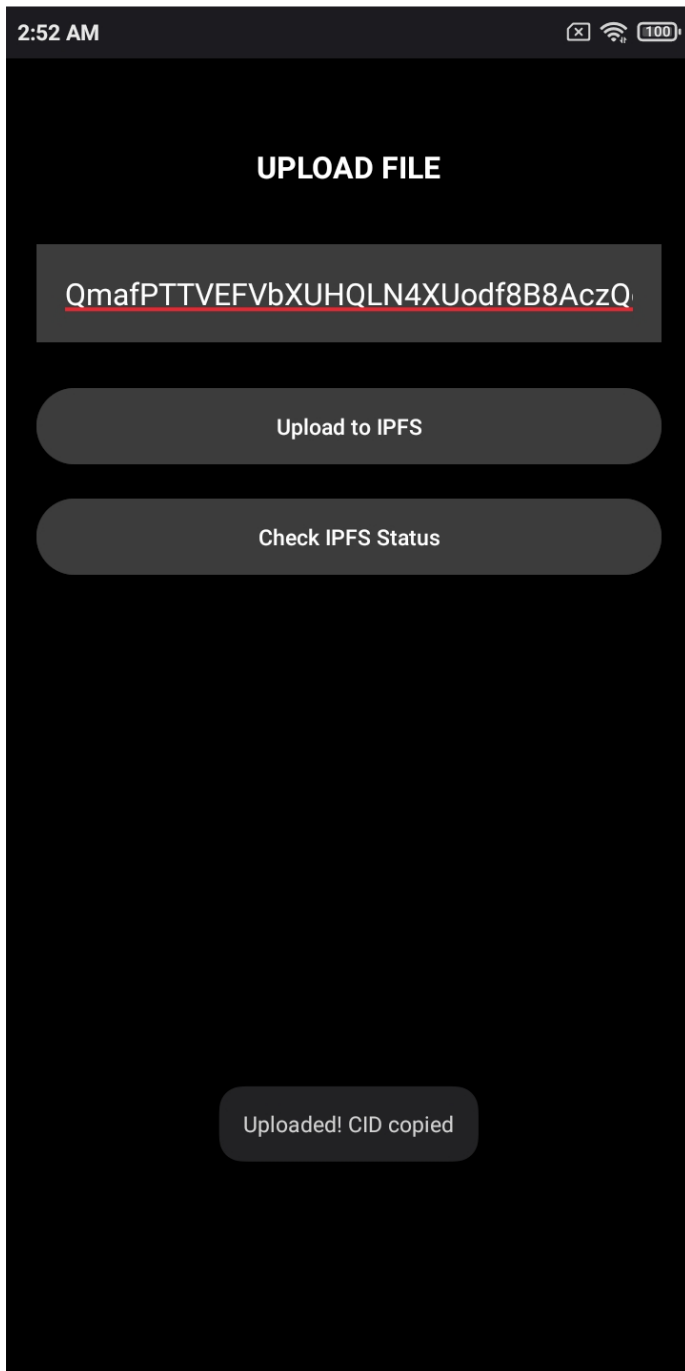 2:52 AM
100
UPLOAD FILE
QmafPTTVEFVbXUHQLN4XUodf8B8AczQ
Upload to IPFS
Check IPFS Status
Uploaded! CID copied